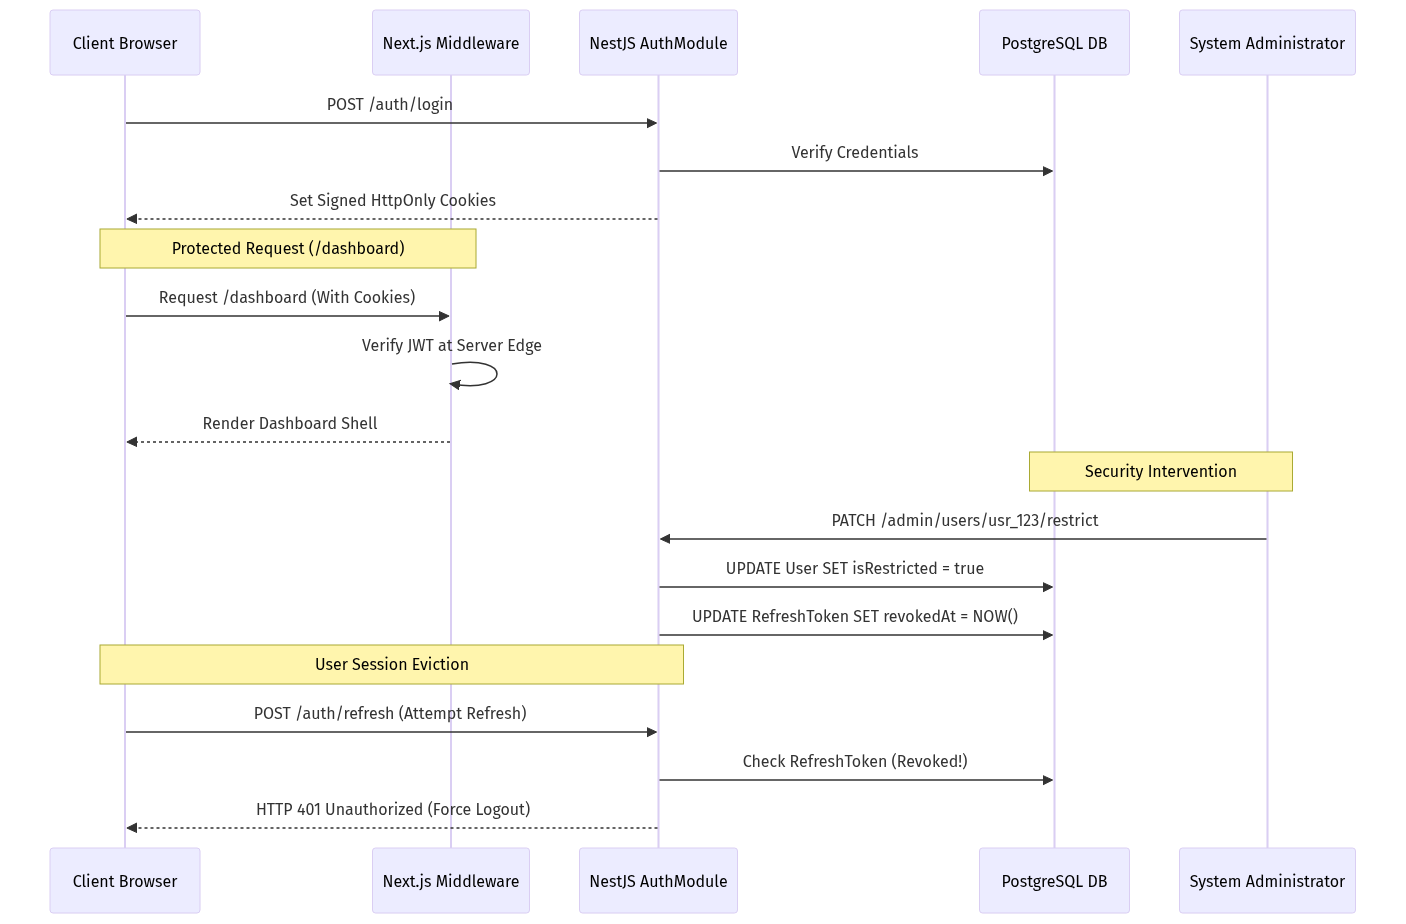 Client Browser
Next.js Middleware
NestJS AuthModule
PostgreSQL DB
System Administrator
POST /auth/login
Verify Credentials
Set Signed HttpOnly Cookies
Protected Request (/dashboard)
Request /dashboard (With Cookies)
Verify JWT at Server Edge
Render Dashboard Shell
Security Intervention
PATCH /admin/users/usr_123/restrict
UPDATE User SET isRestricted = true
UPDATE RefreshToken SET revokedAt = NOW()
User Session Eviction
POST /auth/refresh (Attempt Refresh)
Check RefreshToken (Revoked!)
HTTP 401 Unauthorized (Force Logout)
Client Browser
Next.js Middleware
NestJS AuthModule
PostgreSQL DB
System Administrator